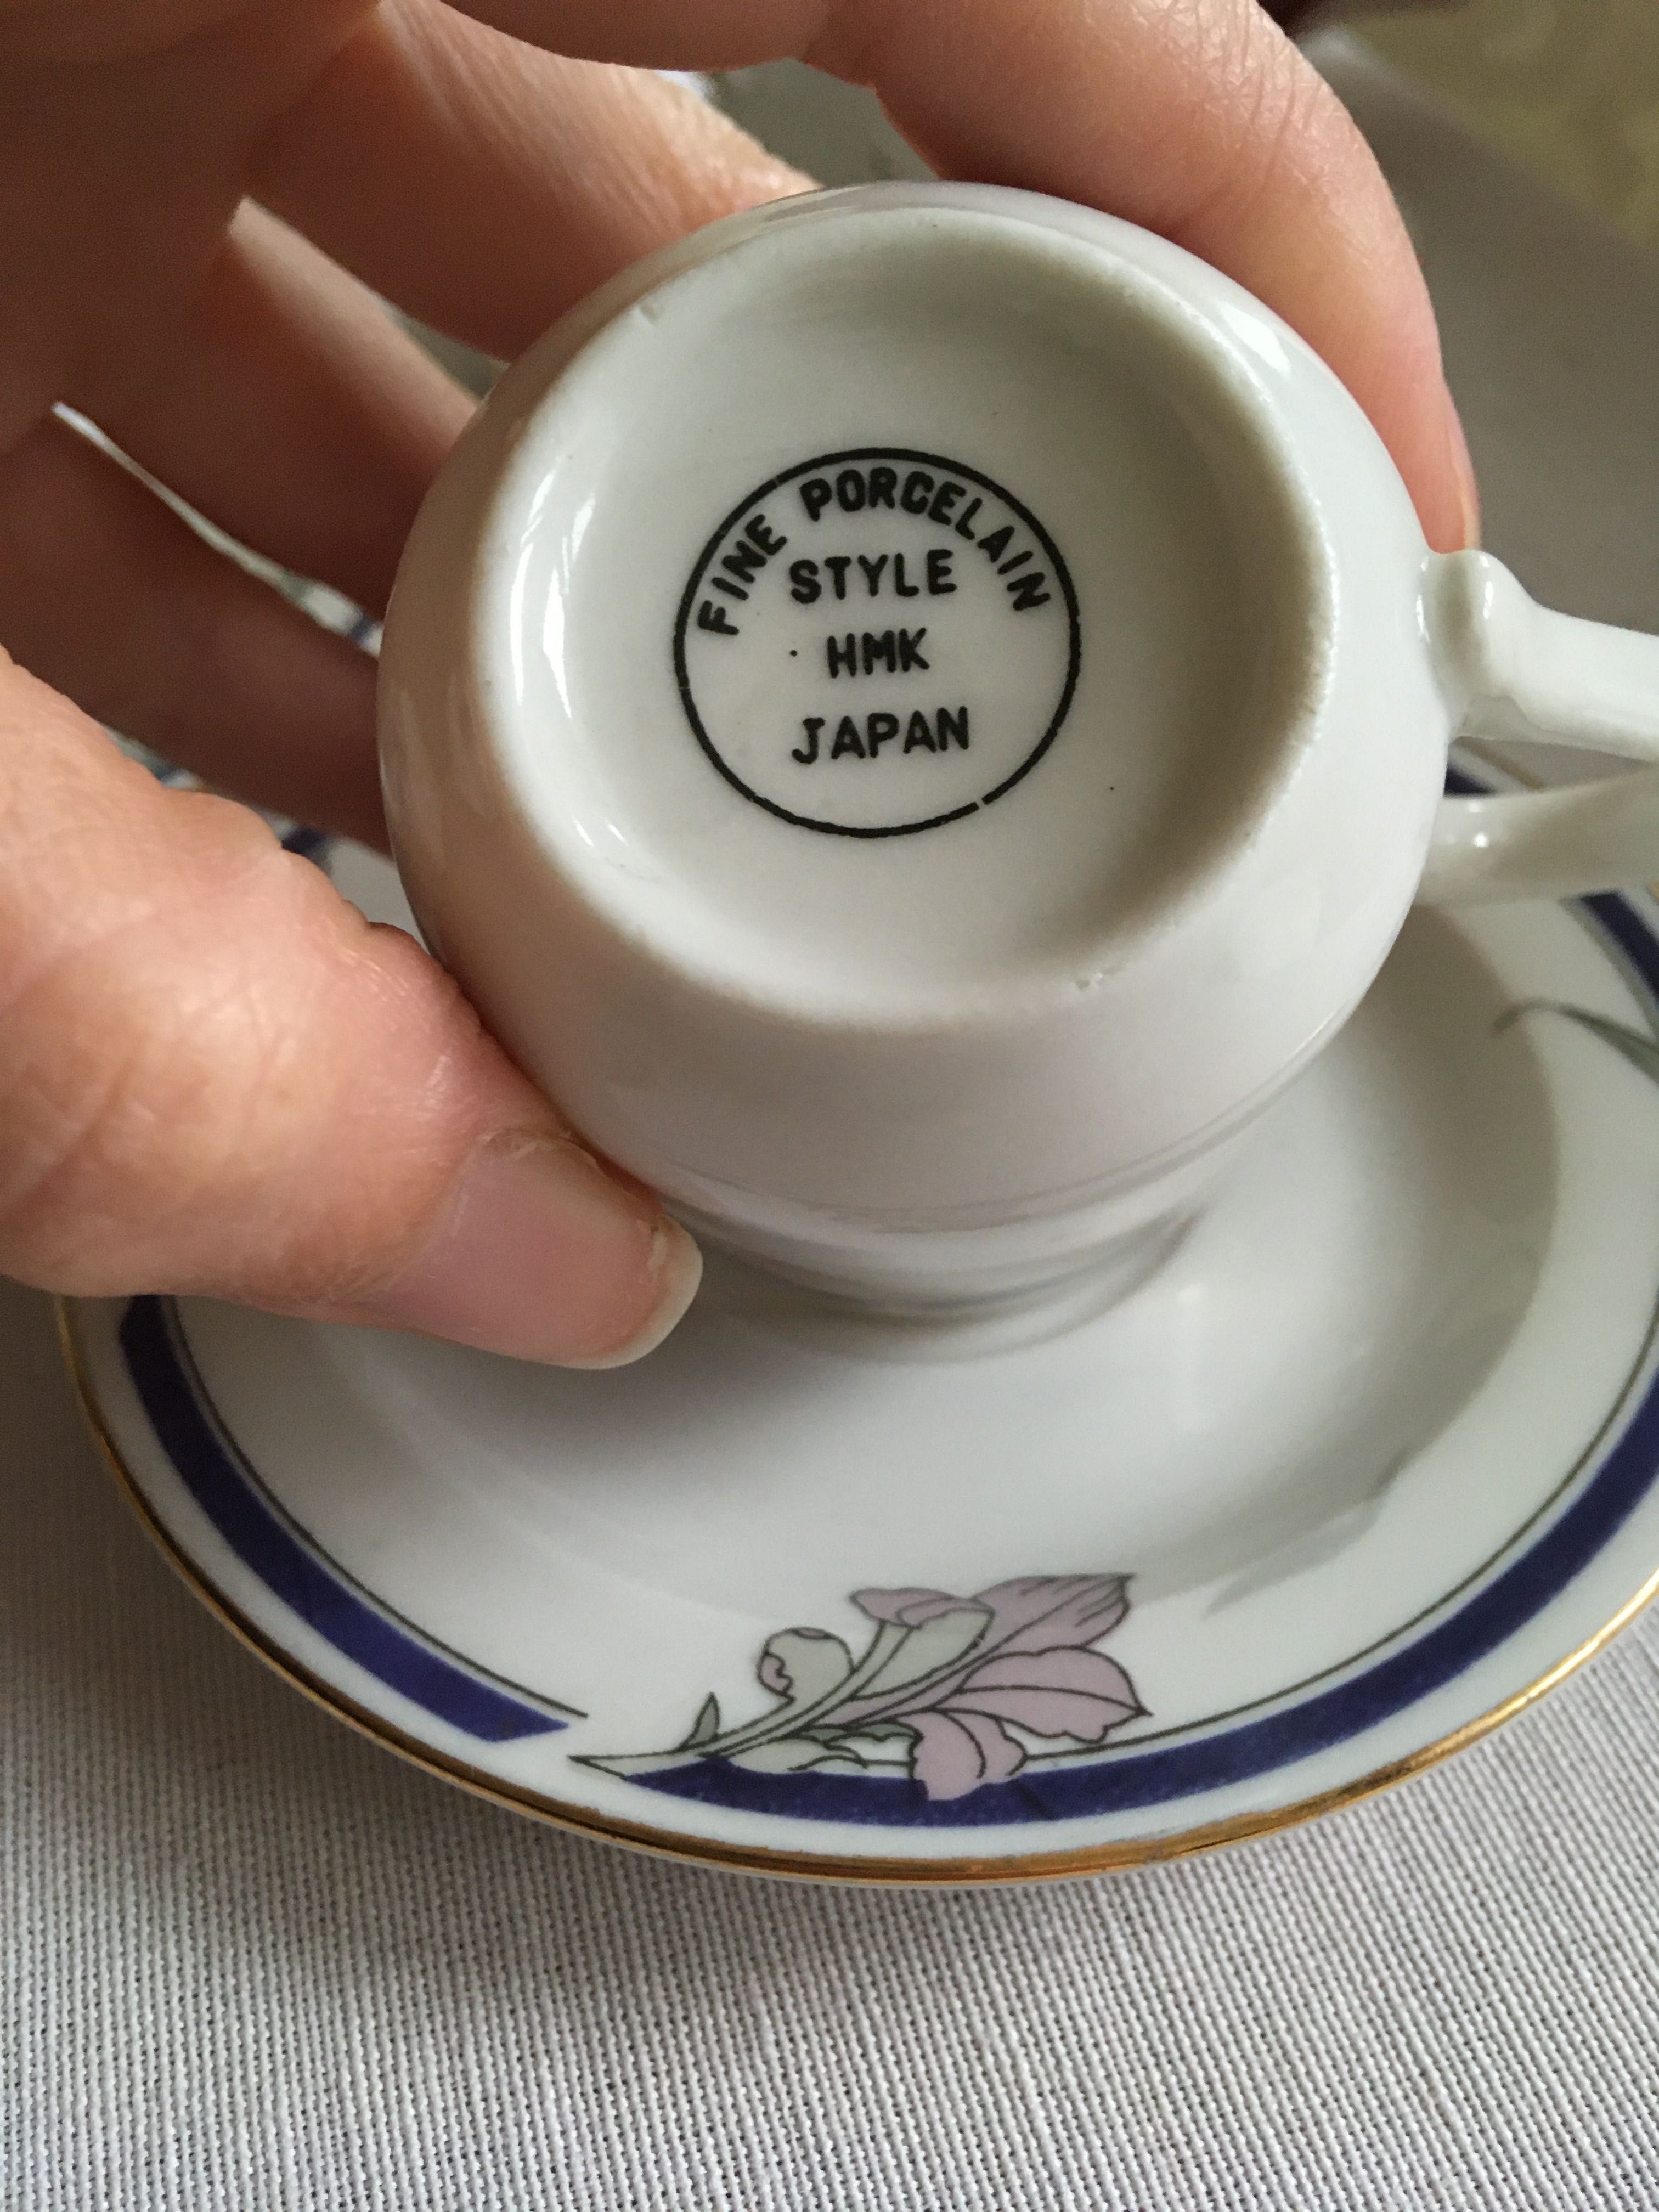 FINE PORCELAIN
STYLE
HMK
JAPAN